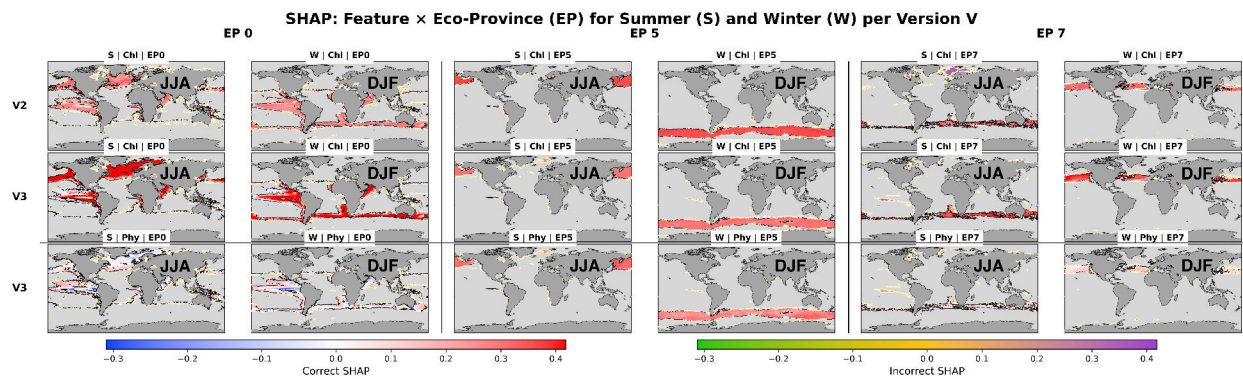 SHAP: Feature × Eco-Province (EP) for Summer (S) and Winter (W) per Version V
EP 0 EP 5 EP 7
S | Chl | EP0 W | Chl | EP0 S | Chl | EP5 W | Chl | EP5 S | Chl | EP7 W | Chl | EP7
V2 JJA DJF JJA DJF JJA DJF
S | Chl | EP0 W | Chl | EP0 S | Chl | EP5 W | Chl | EP5 S | Chl | EP7 W | Chl | EP7
V3 JJA DJF JJA DJF JJA DJF
S | Phy | EP0 W | Phy | EP0 S | Phy | EP5 W | Phy | EP5 S | Phy | EP7 W | Phy | EP7
V3 JJA DJF JJA DJF JJA DJF
−0.3 −0.2 −0.1 0.0 0.1 0.2 0.3 0.4 −0.3 −0.2 −0.1 0.0 0.1 0.2 0.3 0.4
Correct SHAP Incorrect SHAP